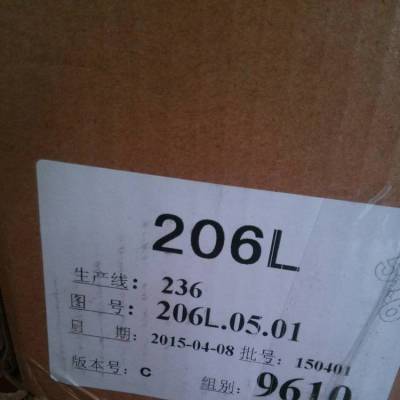 206L
生产线：236
图 号：206L.05.01
日 期：2015-04-08 批号：150401
版本号：C 组别：9610